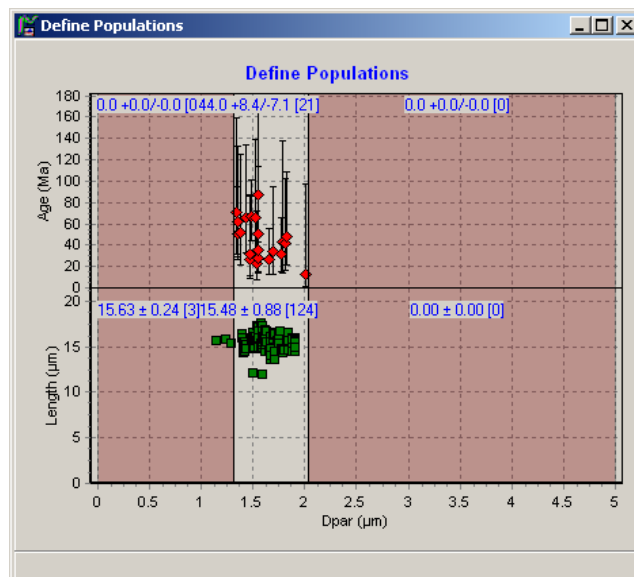 Define Populations
Define Populations
180
0.0 +0.0/-0.0 [0]
44.0 +8.4/-7.1 [21]
0.0 +0.0/-0.0 [0]
160
140
120
100
80
60
40
20
0
Age (Ma)
20
15.63 ± 0.24 [3]
15.48 ± 0.88 [124]
0.00 ± 0.00 [0]
15
10
5
0
Length (µm)
0 0.5 1 1.5 2 2.5 3 3.5 4 4.5 5
Dpar (µm)